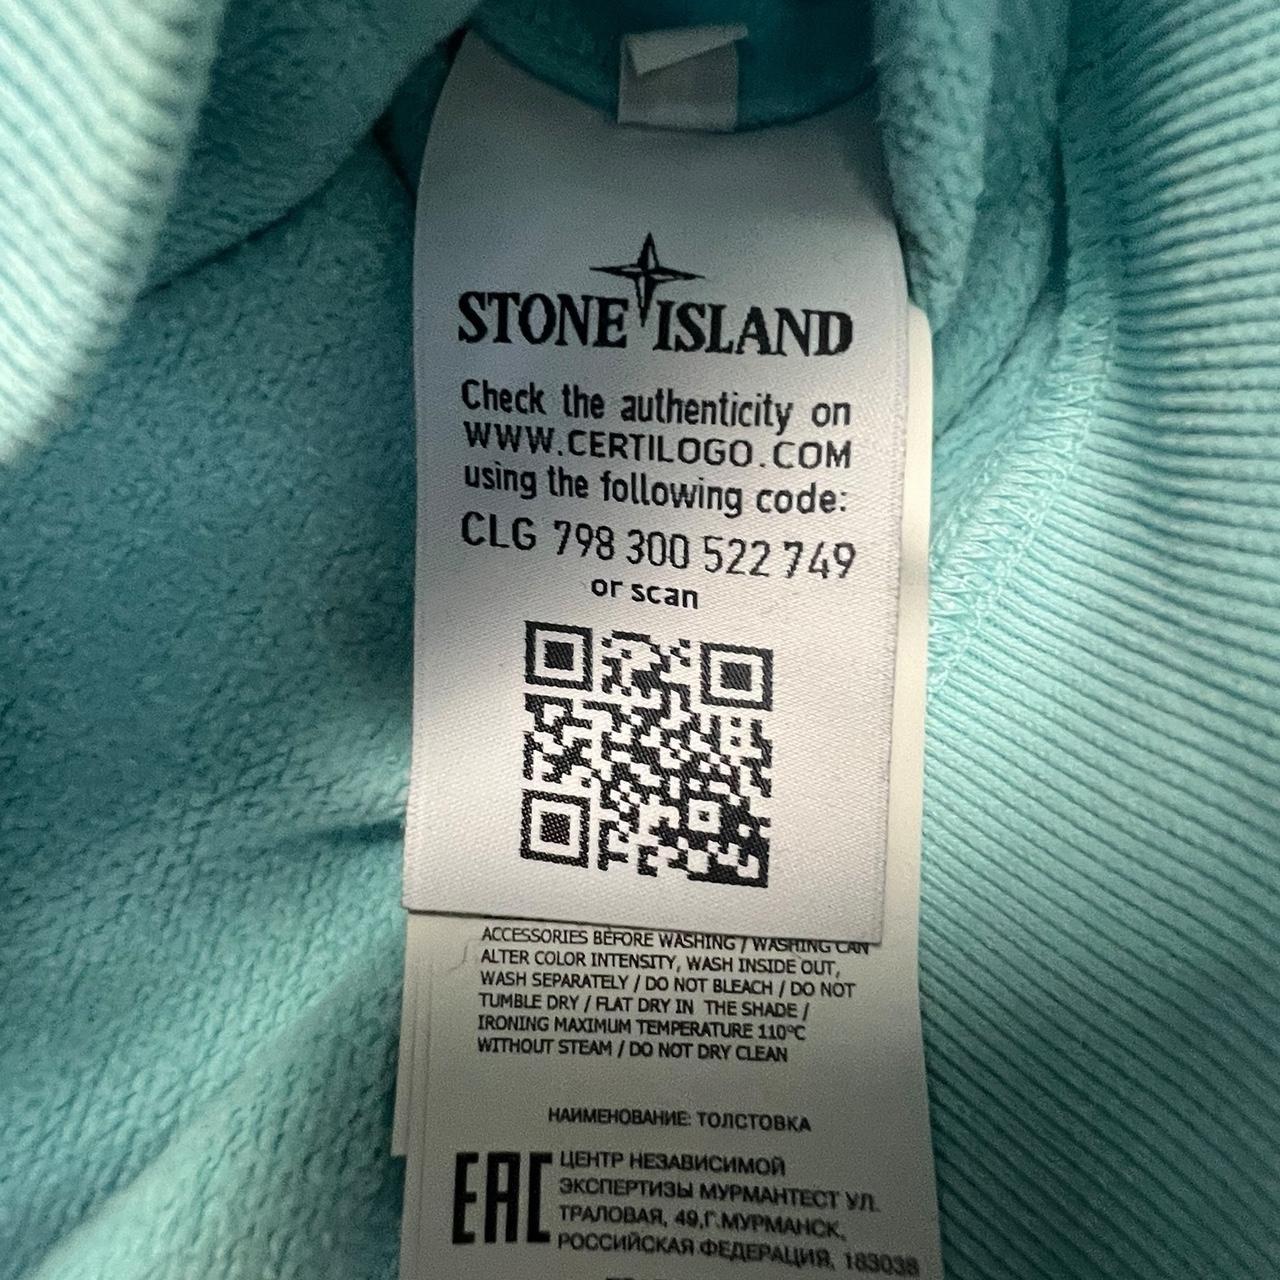 STONE ISLAND
Check the authenticity on
WWW.CERTILOGO.COM
using the following code:
CLG 798 300 522 749
or scan
ACCESSORIES BEFORE WASHING / WASHING CAN
ALTER COLOR INTENSITY, WASH INSIDE OUT,
WASH SEPARATELY / DO NOT BLEACH / DO NOT
TUMBLE DRY / FLAT DRY IN THE SHADE /
IRONING MAXIMUM TEMPERATURE 110°C
WITHOUT STEAM / DO NOT DRY CLEAN
НАИМЕНОВАНИЕ: ТОЛСТОВКА
EAC
ЦЕНТР НЕЗАВИСИМОЙ
ЭКСПЕРТИЗЫ МУРМАНТЕСТ УЛ.
ТРАЛОВАЯ, 49,Г.МУРМАНСК,
РОССИЙСКАЯ ФЕДЕРАЦИЯ, 183038